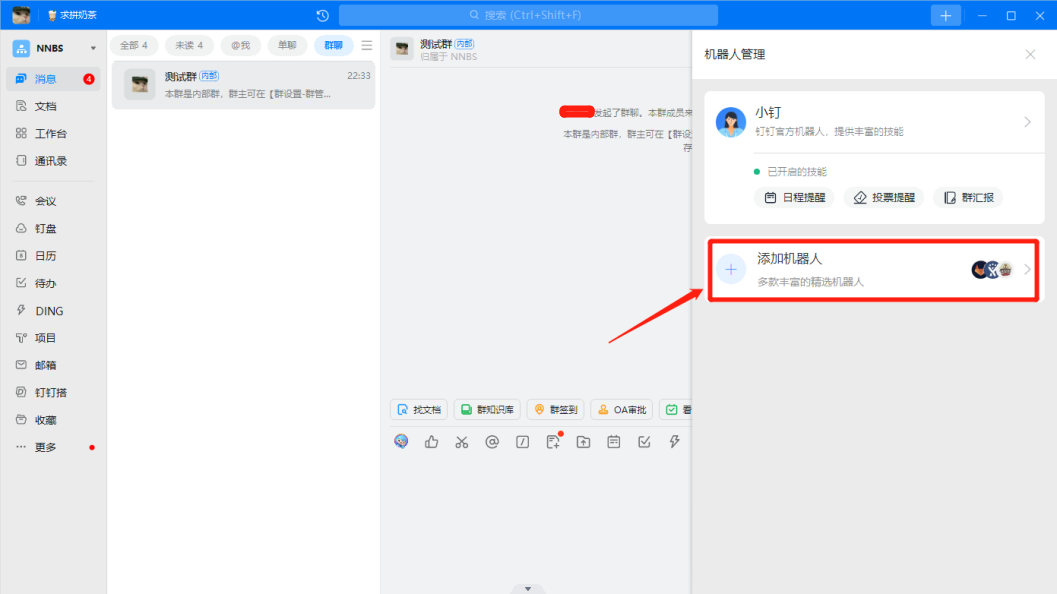 求拼奶茶
搜索 (Ctrl+Shift+F)
NNBS
消息
4
文档
工作台
通讯录
会议
钉盘
日历
待办
DING
项目
邮箱
钉钉搭
收藏
更多
全部 4
未读 4
@我
单聊
群聊
测试群 内部
22:33
本群是内部群，群主可在【群设置-群管...
测试群 内部
归属于 NNBS
发起了群聊。本群成员来
本群是内部群，群主可在【群设
存
找文档
群知识库
群签到
OA审批
看
机器人管理
小钉
钉钉官方机器人，提供丰富的技能
已开启的技能
日程提醒
投票提醒
群汇报
添加机器人
多款丰富的精选机器人